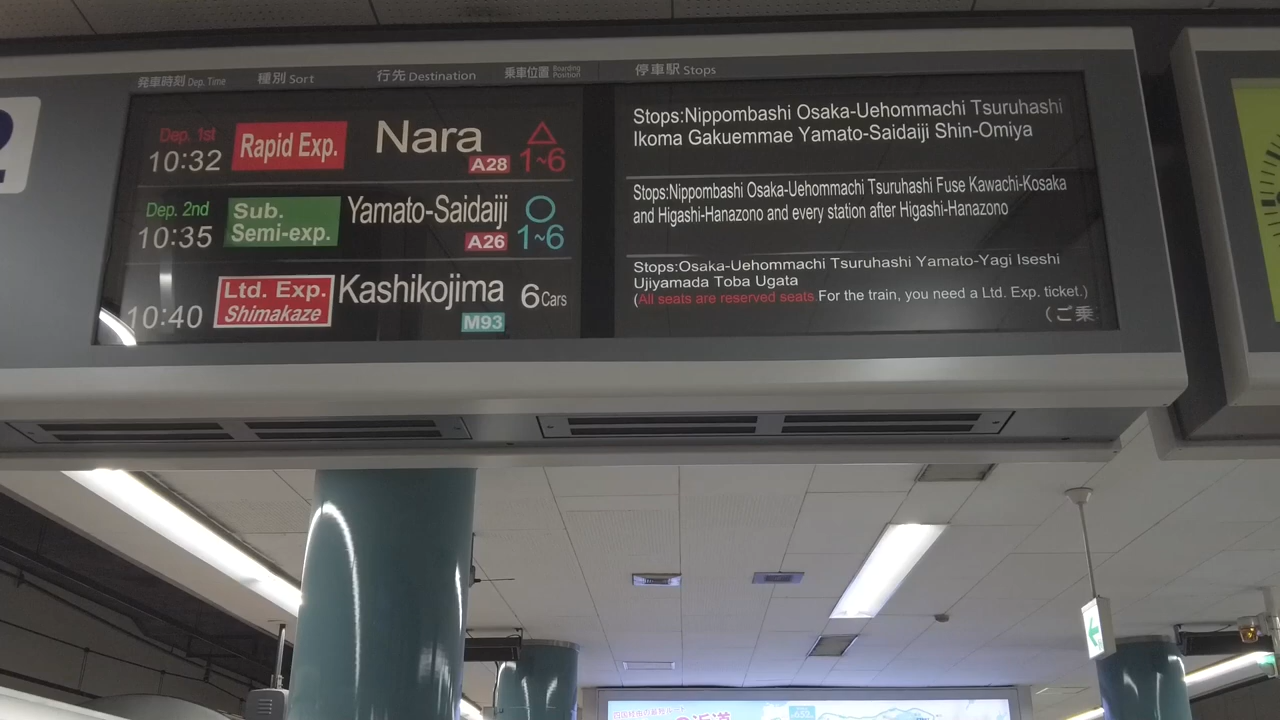 発車時刻 Dep. Time 種別 Sort 行先 Destination 乗車位置 Boarding Position 停車駅 Stops
2
Dep. 1st
10:32 Rapid Exp. Nara A28 △ 1~6
Stops:Nippombashi Osaka-Uehommachi Tsuruhashi
Ikoma Gakuemmae Yamato-Saidaiji Shin-Omiya
Dep. 2nd
10:35 Sub. Semi-exp. Yamato-Saidaiji A26 ○ 1~6
Stops:Nippombashi Osaka-Uehommachi Tsuruhashi Fuse Kawachi-Kosaka
and Higashi-Hanazono and every station after Higashi-Hanazono
10:40 Ltd. Exp. Shimakaze Kashikojima M93 6 Cars
Stops:Osaka-Uehommachi Tsuruhashi Yamato-Yagi Iseshi
Ujiyamada Toba Ugata
(All seats are reserved seats.For the train, you need a Ltd. Exp. ticket.)
(ご乗